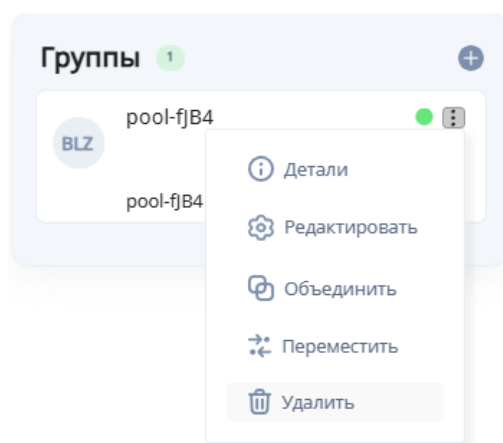 Группы 1
pool-fJB4
BLZ
pool-fJB4
Детали
Редактировать
Объединить
Переместить
Удалить